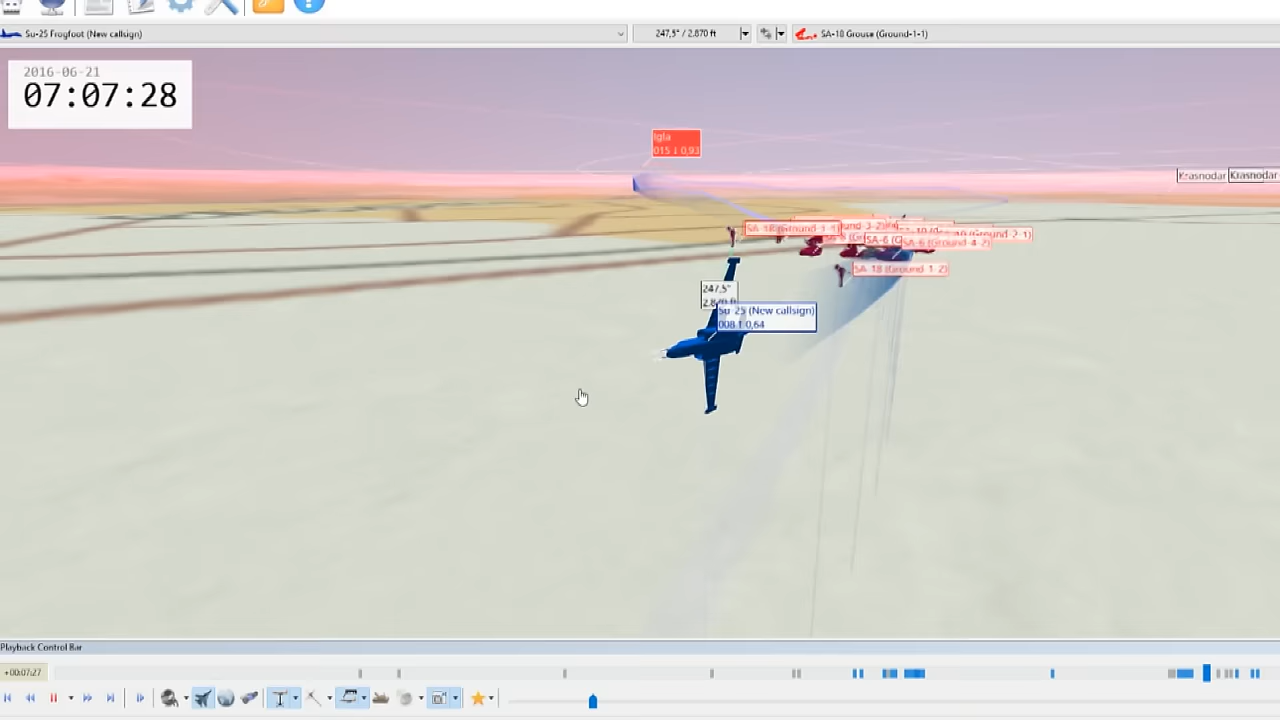 Su-25 Frogfoot (New callsign)
247,5° / 2.870 ft
SA-18 Grouse (Ground-1-1)
2016-06-21
07:07:28
Igla
015 ↓ 0,93
Krasnodar
Krasnodar
SA-18 (Ground-1-1)
SA-6 (Ground-4-2)
SA-18 (Ground-1-2)
247,5°
Su-25 (New callsign)
008 ↑ 0,64
Playback Control Bar
+00:07:27